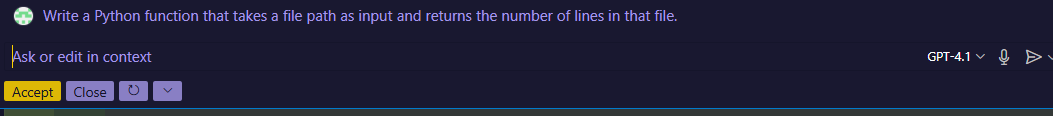 Write a Python function that takes a file path as input and returns the number of lines in that file.
Ask or edit in context
GPT-4.1
Accept Close